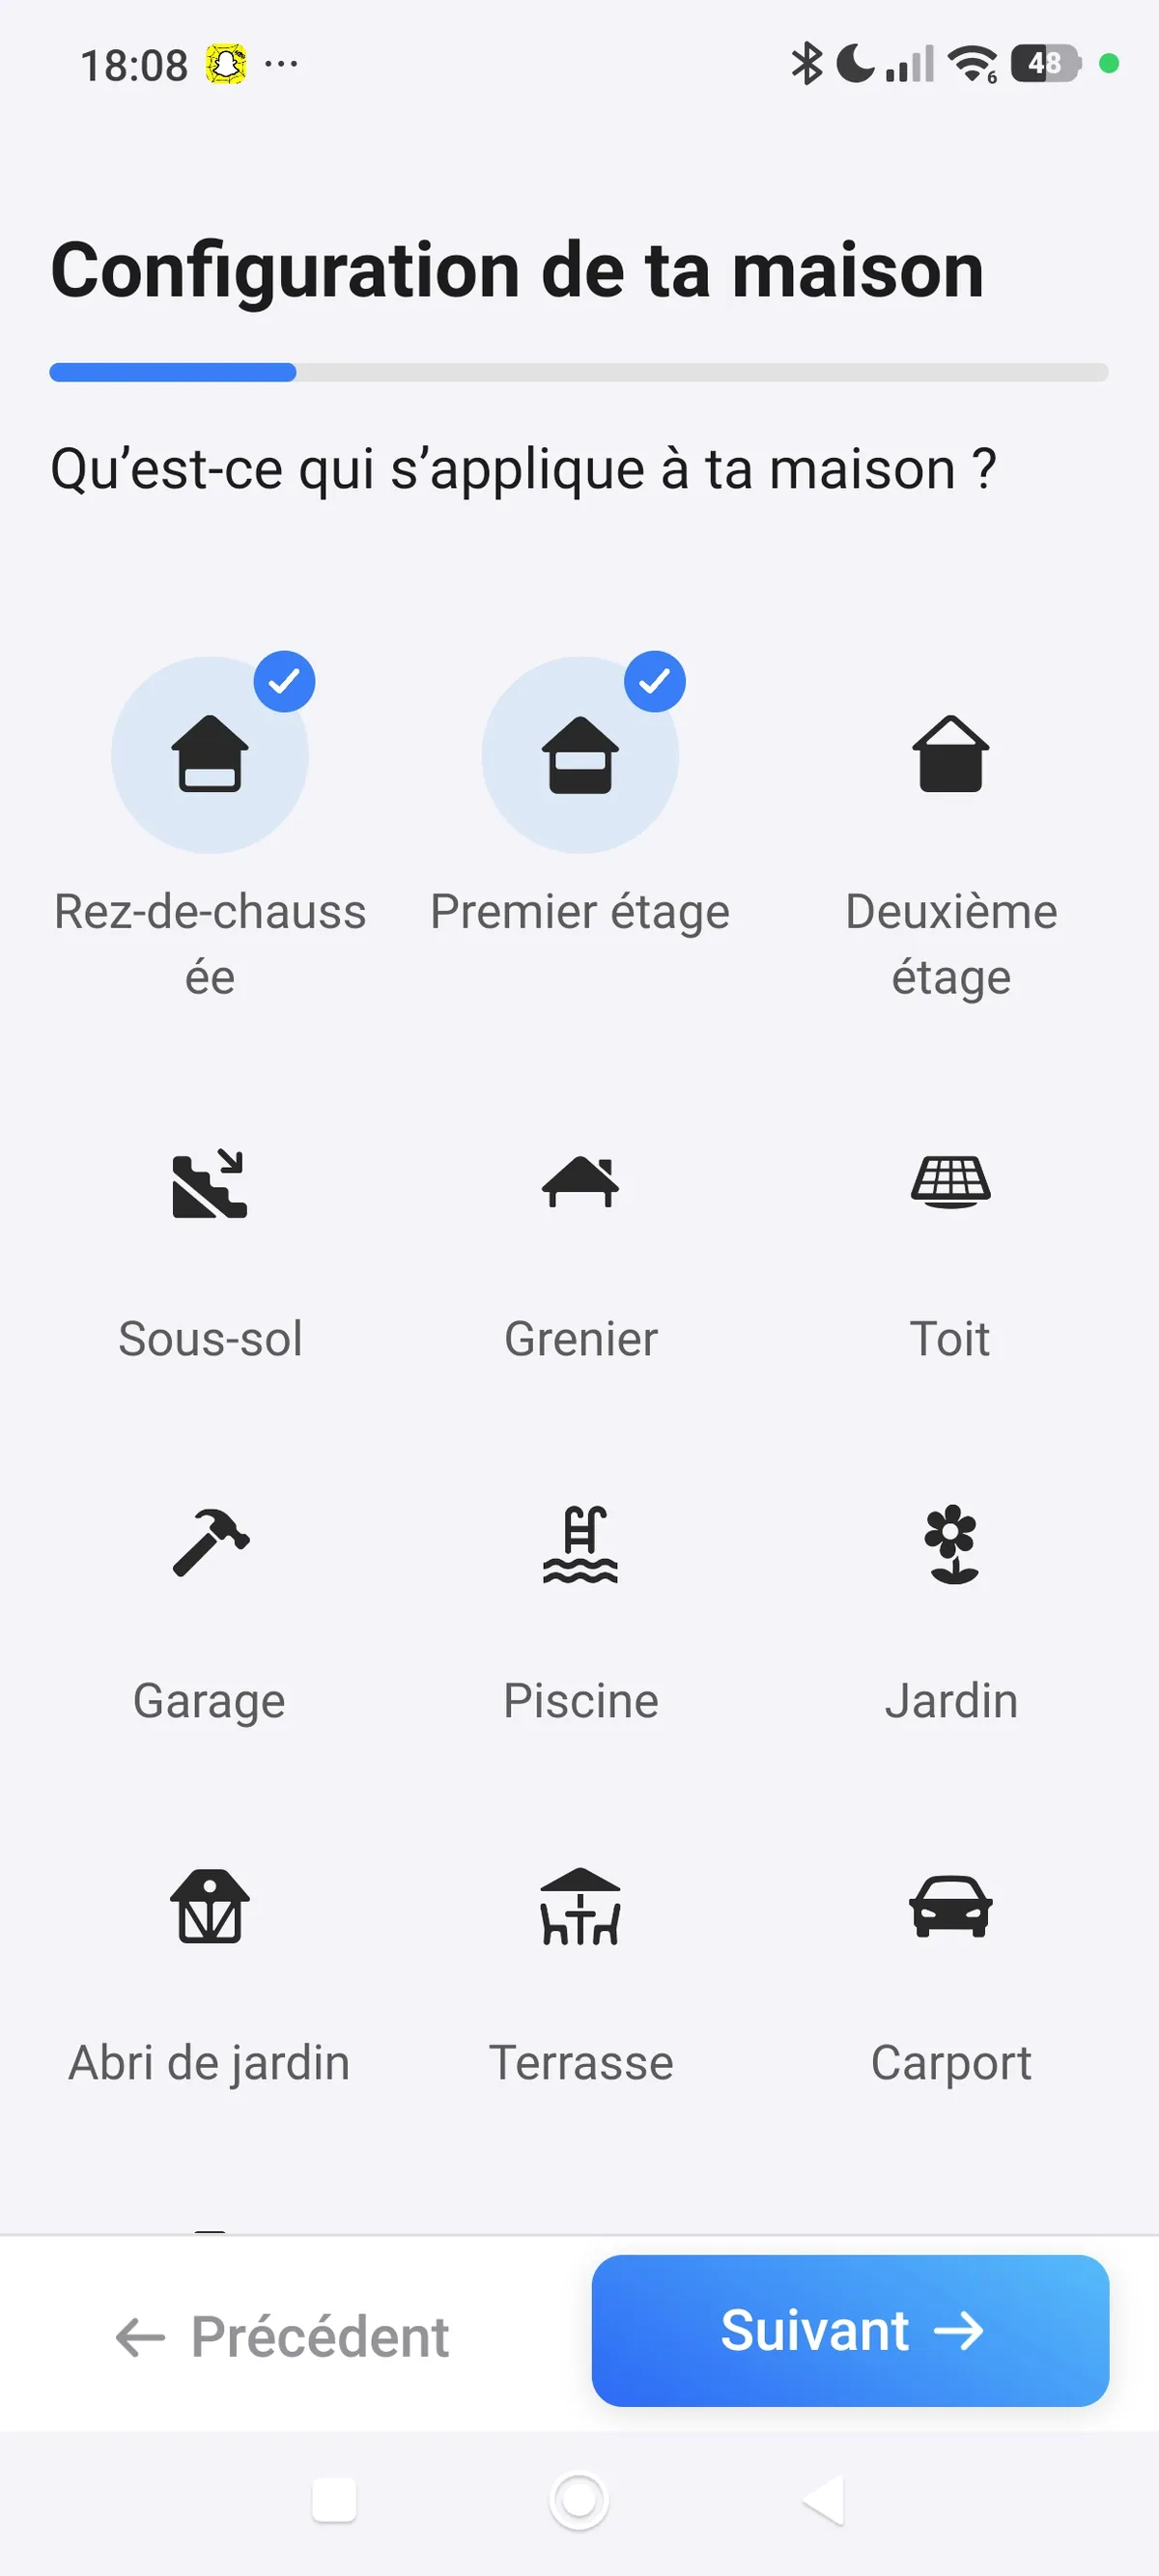 18:08 ... 6 48
Configuration de ta maison
Qu’est-ce qui s’applique à ta maison ?
Rez-de-chauss
ée
Premier étage
Deuxième
étage
Sous-sol
Grenier
Toit
Garage
Piscine
Jardin
Abri de jardin
Terrasse
Carport
← Précédent
Suivant →